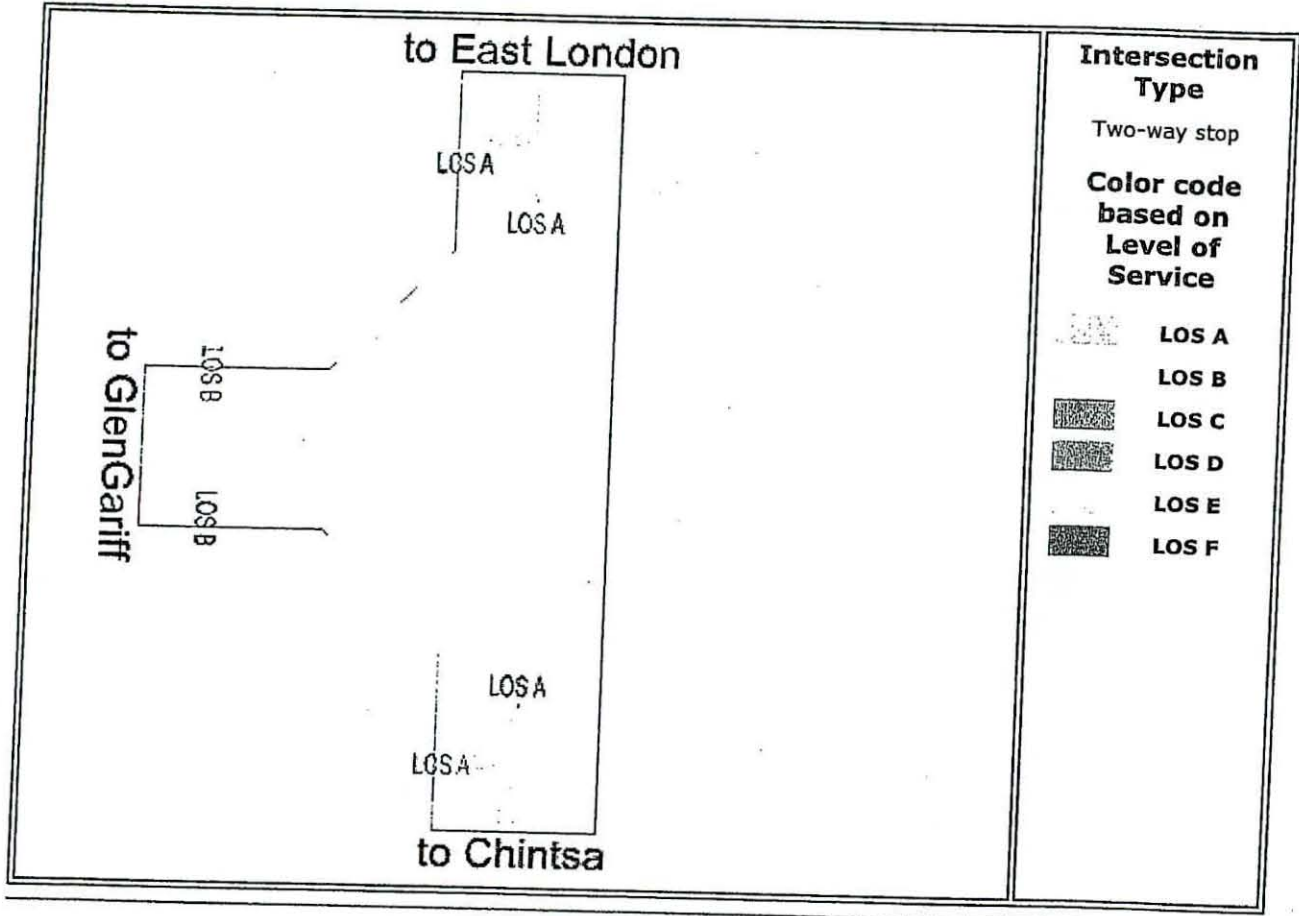 to East London
LOS A
LOS A
to GlenGariff
LOS B
LOS B
LOS A
LOS A
to Chintsa
Intersection
Type
Two-way stop
Color code
based on
Level of
Service
LOS A
LOS B
LOS C
LOS D
LOS E
LOS F